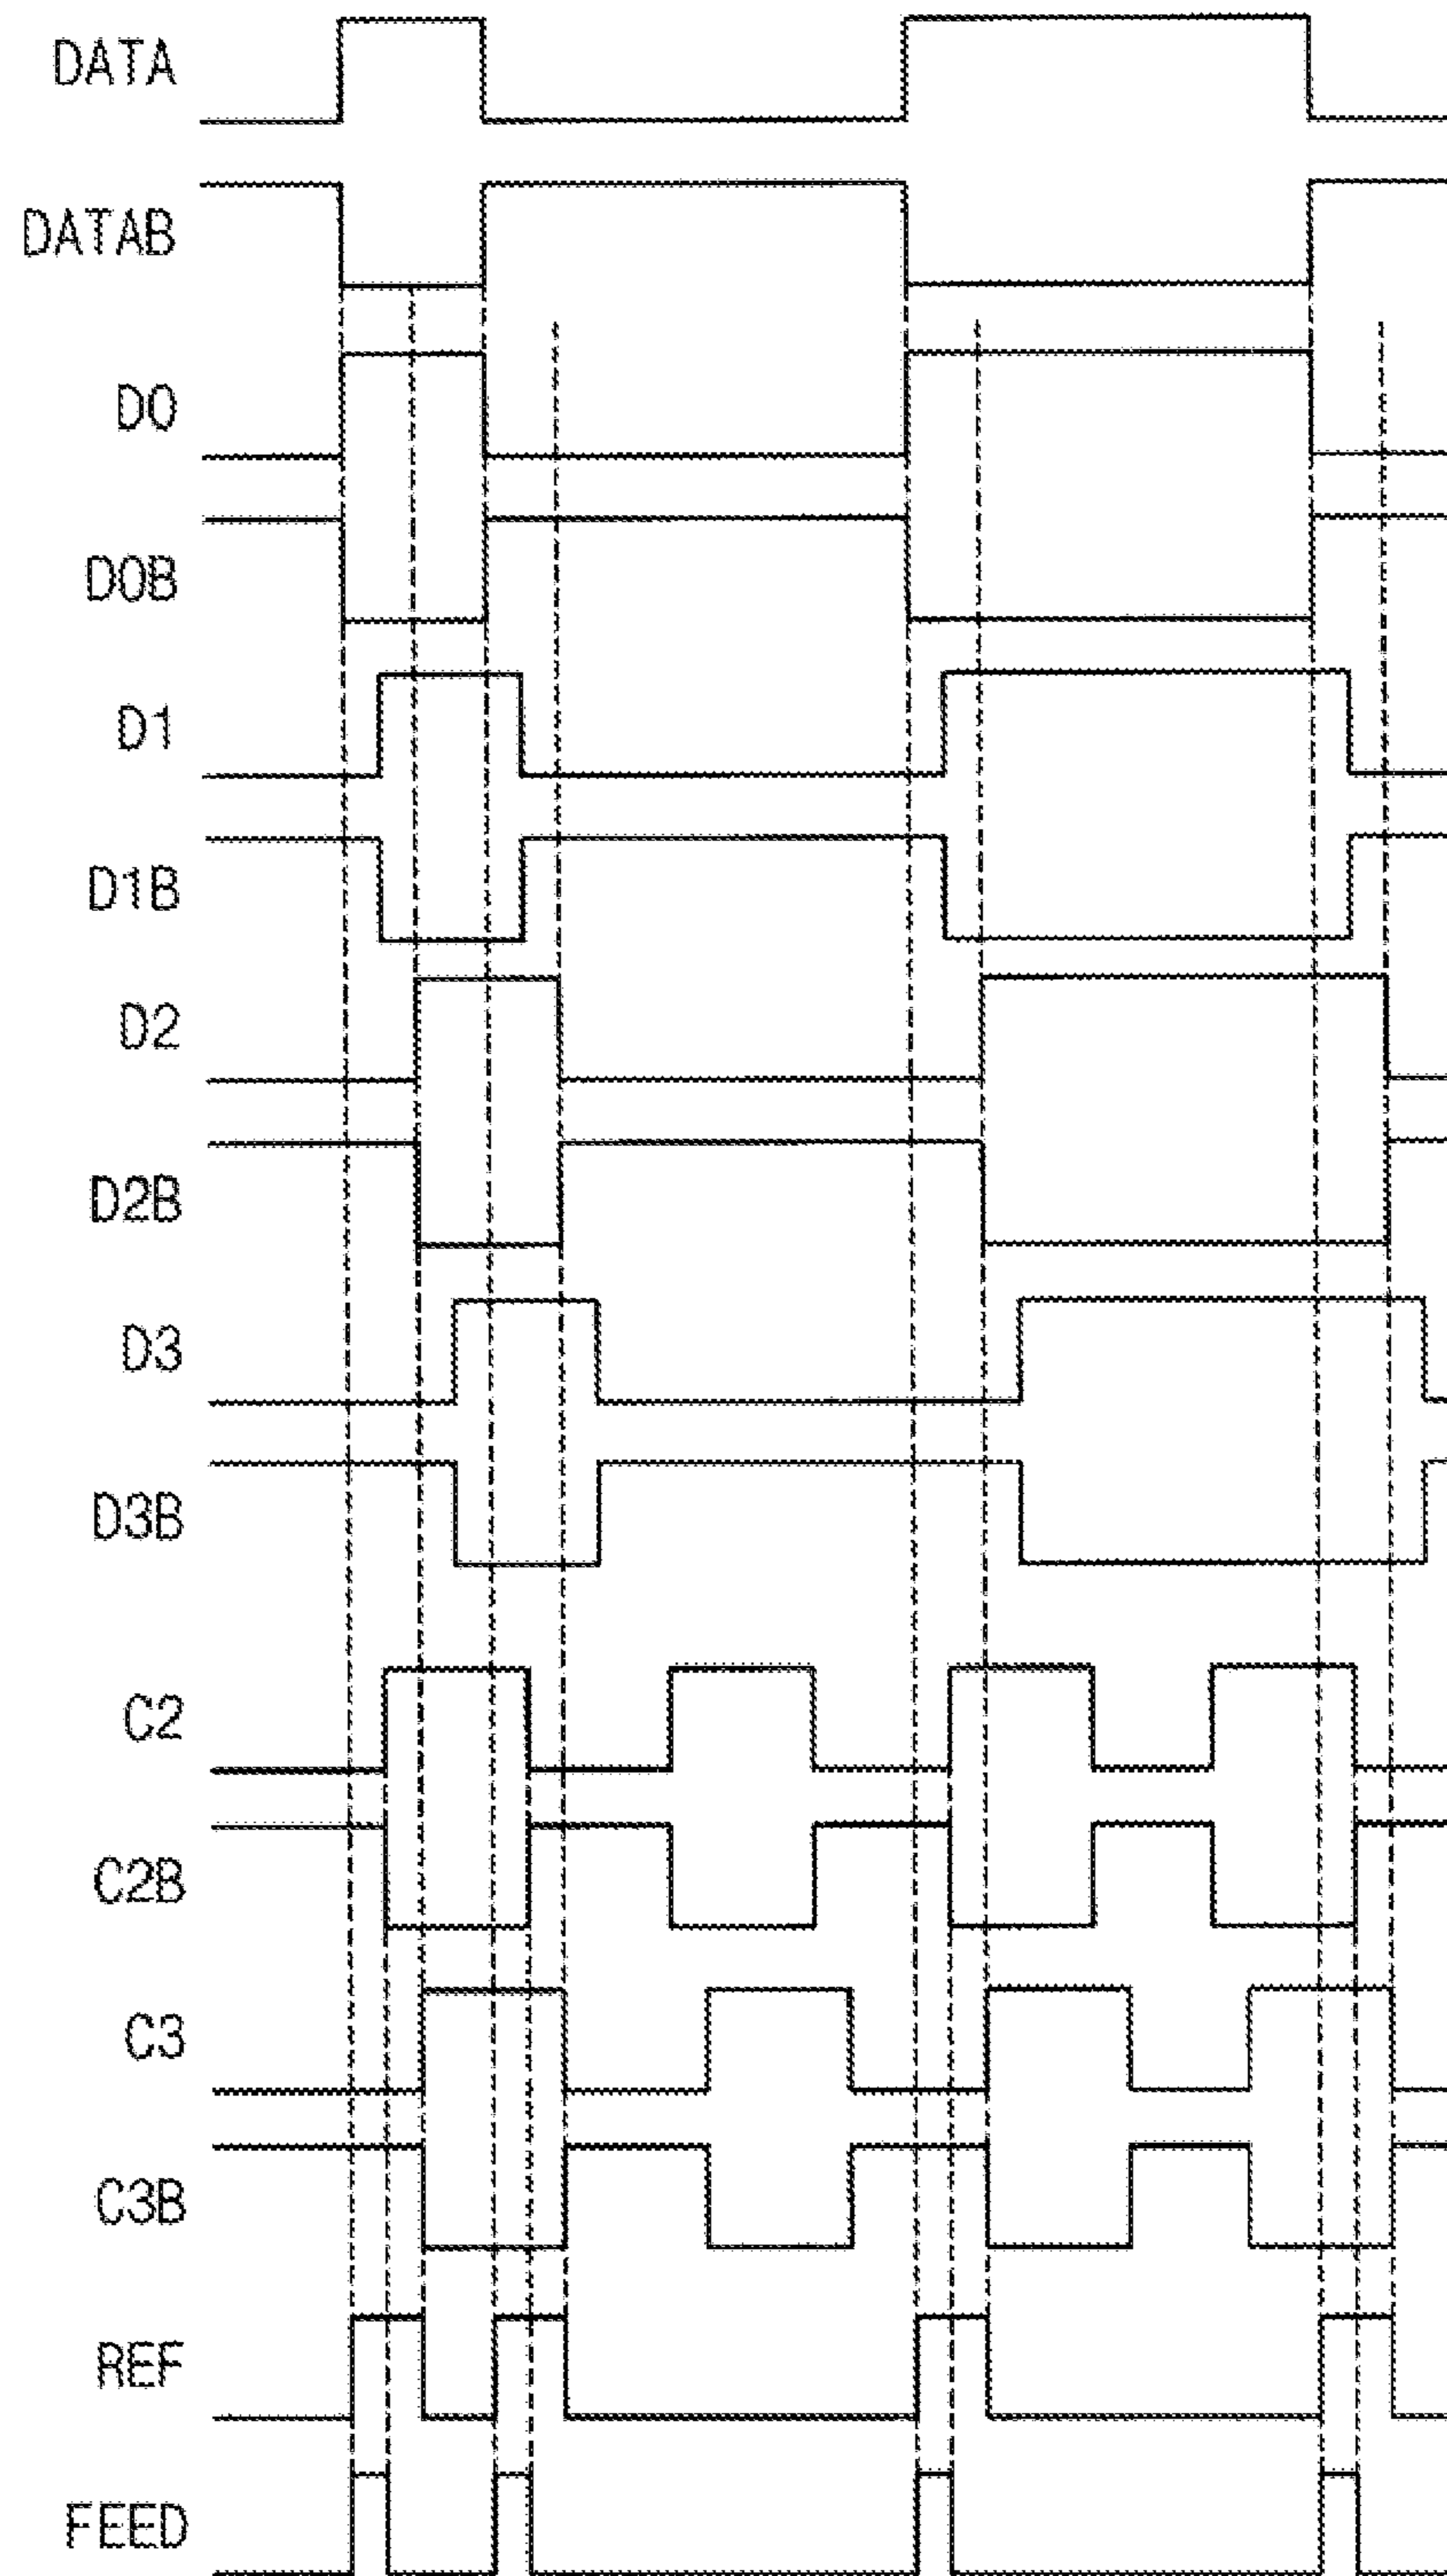 DATA
DATAB
D0
D0B
D1
D1B
D2
D2B
D3
D3B
C2
C2B
C3
C3B
REF
FEED